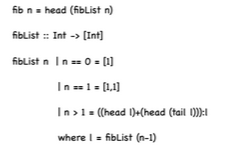 fib n = head (fibList n)
fibList :: Int -> [Int]
fibList n | n == 0 = [1]
| n == 1 = [1,1]
| n > 1 = ((head l)+(head (tail l))):l
where l = fibList (n-1)